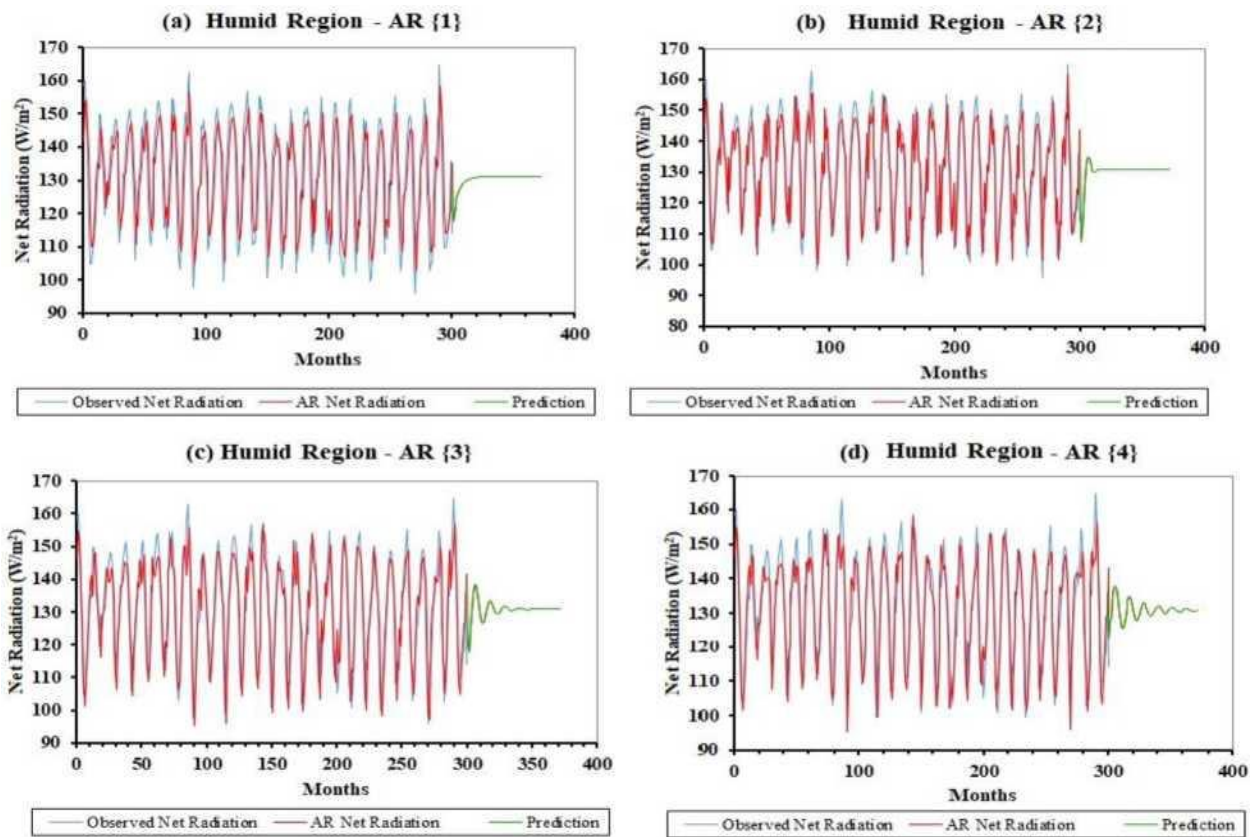 (a) Humid Region - AR {1}
170
160
150
140
130
120
110
100
90
Net Radiation (W/m²)
0 100 200 300 400
Months
Observed Net Radiation AR Net Radiation Prediction
(b) Humid Region - AR {2}
170
160
150
140
130
120
110
100
90
80
Net Radiation (W/m²)
0 100 200 300 400
Months
Observed Net Radiation AR Net Radiation Prediction
(c) Humid Region - AR {3}
170
160
150
140
130
120
110
100
90
Net Radiation (W/m²)
0 50 100 150 200 250 300 350 400
Months
Observed Net Radiation AR Net Radiation Prediction
(d) Humid Region - AR {4}
170
160
150
140
130
120
110
100
90
Net Radiation (W/m²)
0 100 200 300 400
Months
Observed Net Radiation AR Net Radiation Prediction